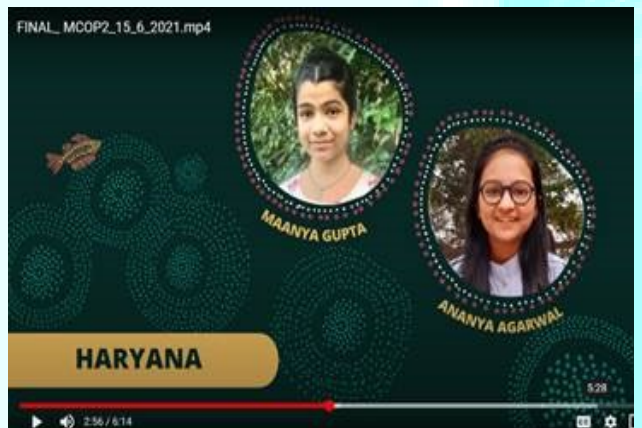 FINAL_ MCOP2_15_6_2021.mp4
MAANYA GUPTA
ANANYA AGARWAL
HARYANA
5:28
2:56 / 6:14